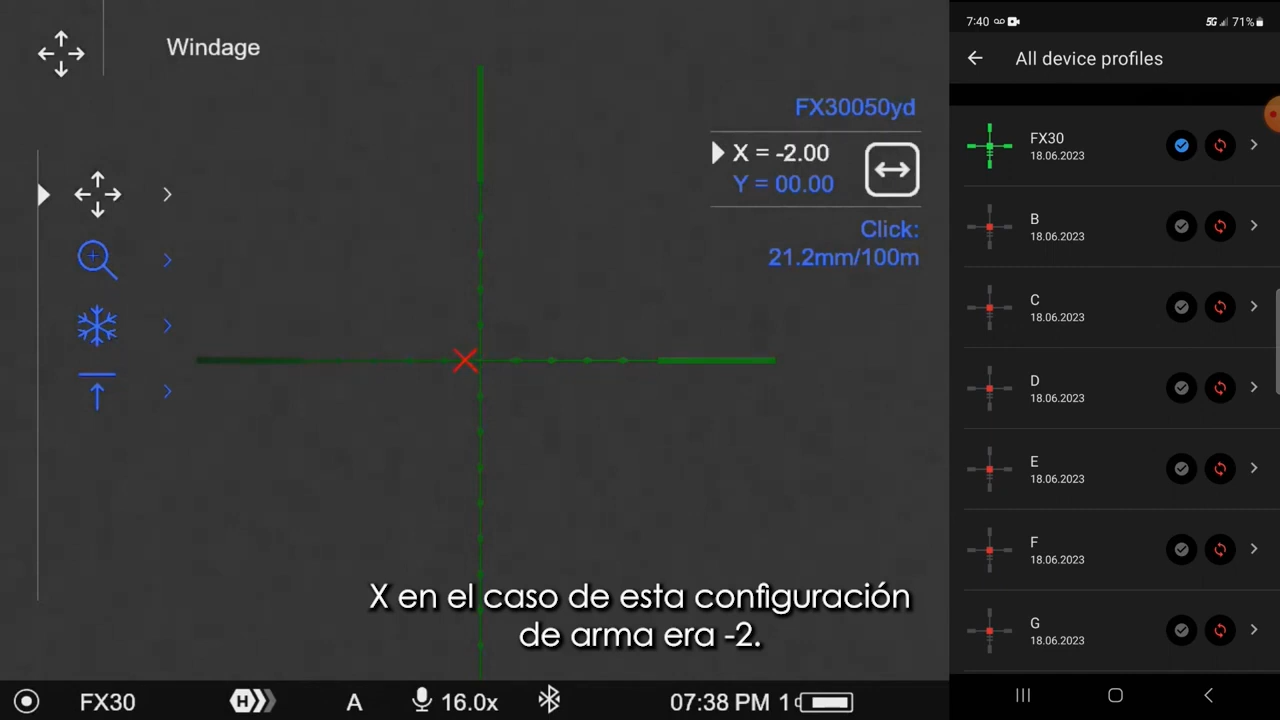 Windage
FX30050yd
X = -2.00
Y = 00.00
Click:
21.2mm/100m
X en el caso de esta configuración
de arma era -2.
FX30
H
A
16.0x
07:38 PM 1
7:40
5G
71%
All device profiles
FX30
18.06.2023
B
18.06.2023
C
18.06.2023
D
18.06.2023
E
18.06.2023
F
18.06.2023
G
18.06.2023